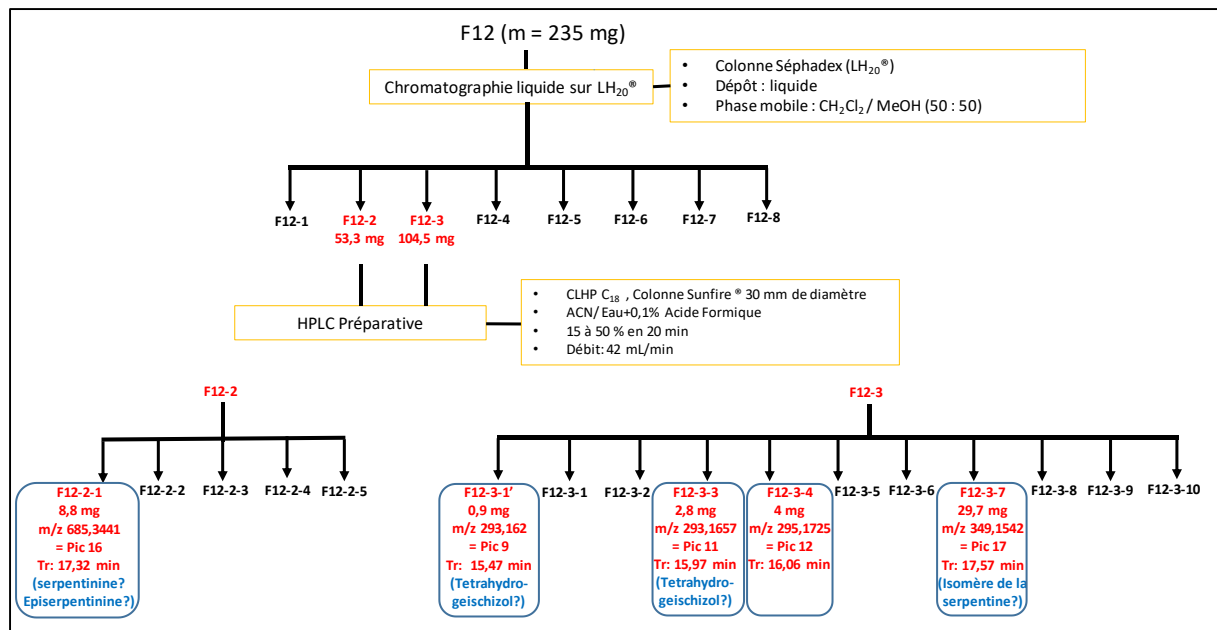 F12 (m = 235 mg)
Chromatographie liquide sur LH20®
• Colonne Séphadex (LH20®)
• Dépôt : liquide
• Phase mobile : CH2Cl2 / MeOH (50 : 50)
F12-1
F12-2
53,3 mg
F12-3
104,5 mg
F12-4
F12-5
F12-6
F12-7
F12-8
HPLC Préparative
• CLHP C18 , Colonne Sunfire ® 30 mm de diamètre
• ACN/ Eau+0,1% Acide Formique
• 15 à 50 % en 20 min
• Débit: 42 mL/min
F12-2
F12-3
F12-2-1
8,8 mg
m/z 685,3441
= Pic 16
Tr: 17,32 min
(serpentinine?
Episerpentinine?)
F12-2-2
F12-2-3
F12-2-4
F12-2-5
F12-3-1'
0,9 mg
m/z 293,162
= Pic 9
Tr: 15,47 min
(Tetrahydro-
geischizol?)
F12-3-1
F12-3-2
F12-3-3
2,8 mg
m/z 293,1657
= Pic 11
Tr: 15,97 min
(Tetrahydro-
geischizol?)
F12-3-4
4 mg
m/z 295,1725
= Pic 12
Tr: 16,06 min
F12-3-5
F12-3-6
F12-3-7
29,7 mg
m/z 349,1542
= Pic 17
Tr: 17,57 min
(Isomère de la
serpentine?)
F12-3-8
F12-3-9
F12-3-10